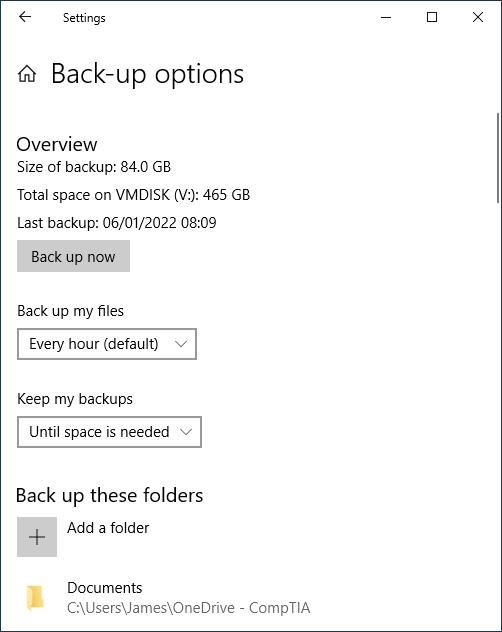 Settings
Back-up options
Overview
Size of backup: 84.0 GB
Total space on VMDISK (V:): 465 GB
Last backup: 06/01/2022 08:09
Back up now
Back up my files
Every hour (default)
Keep my backups
Until space is needed
Back up these folders
Add a folder
Documents
C:\Users\James\OneDrive - CompTIA